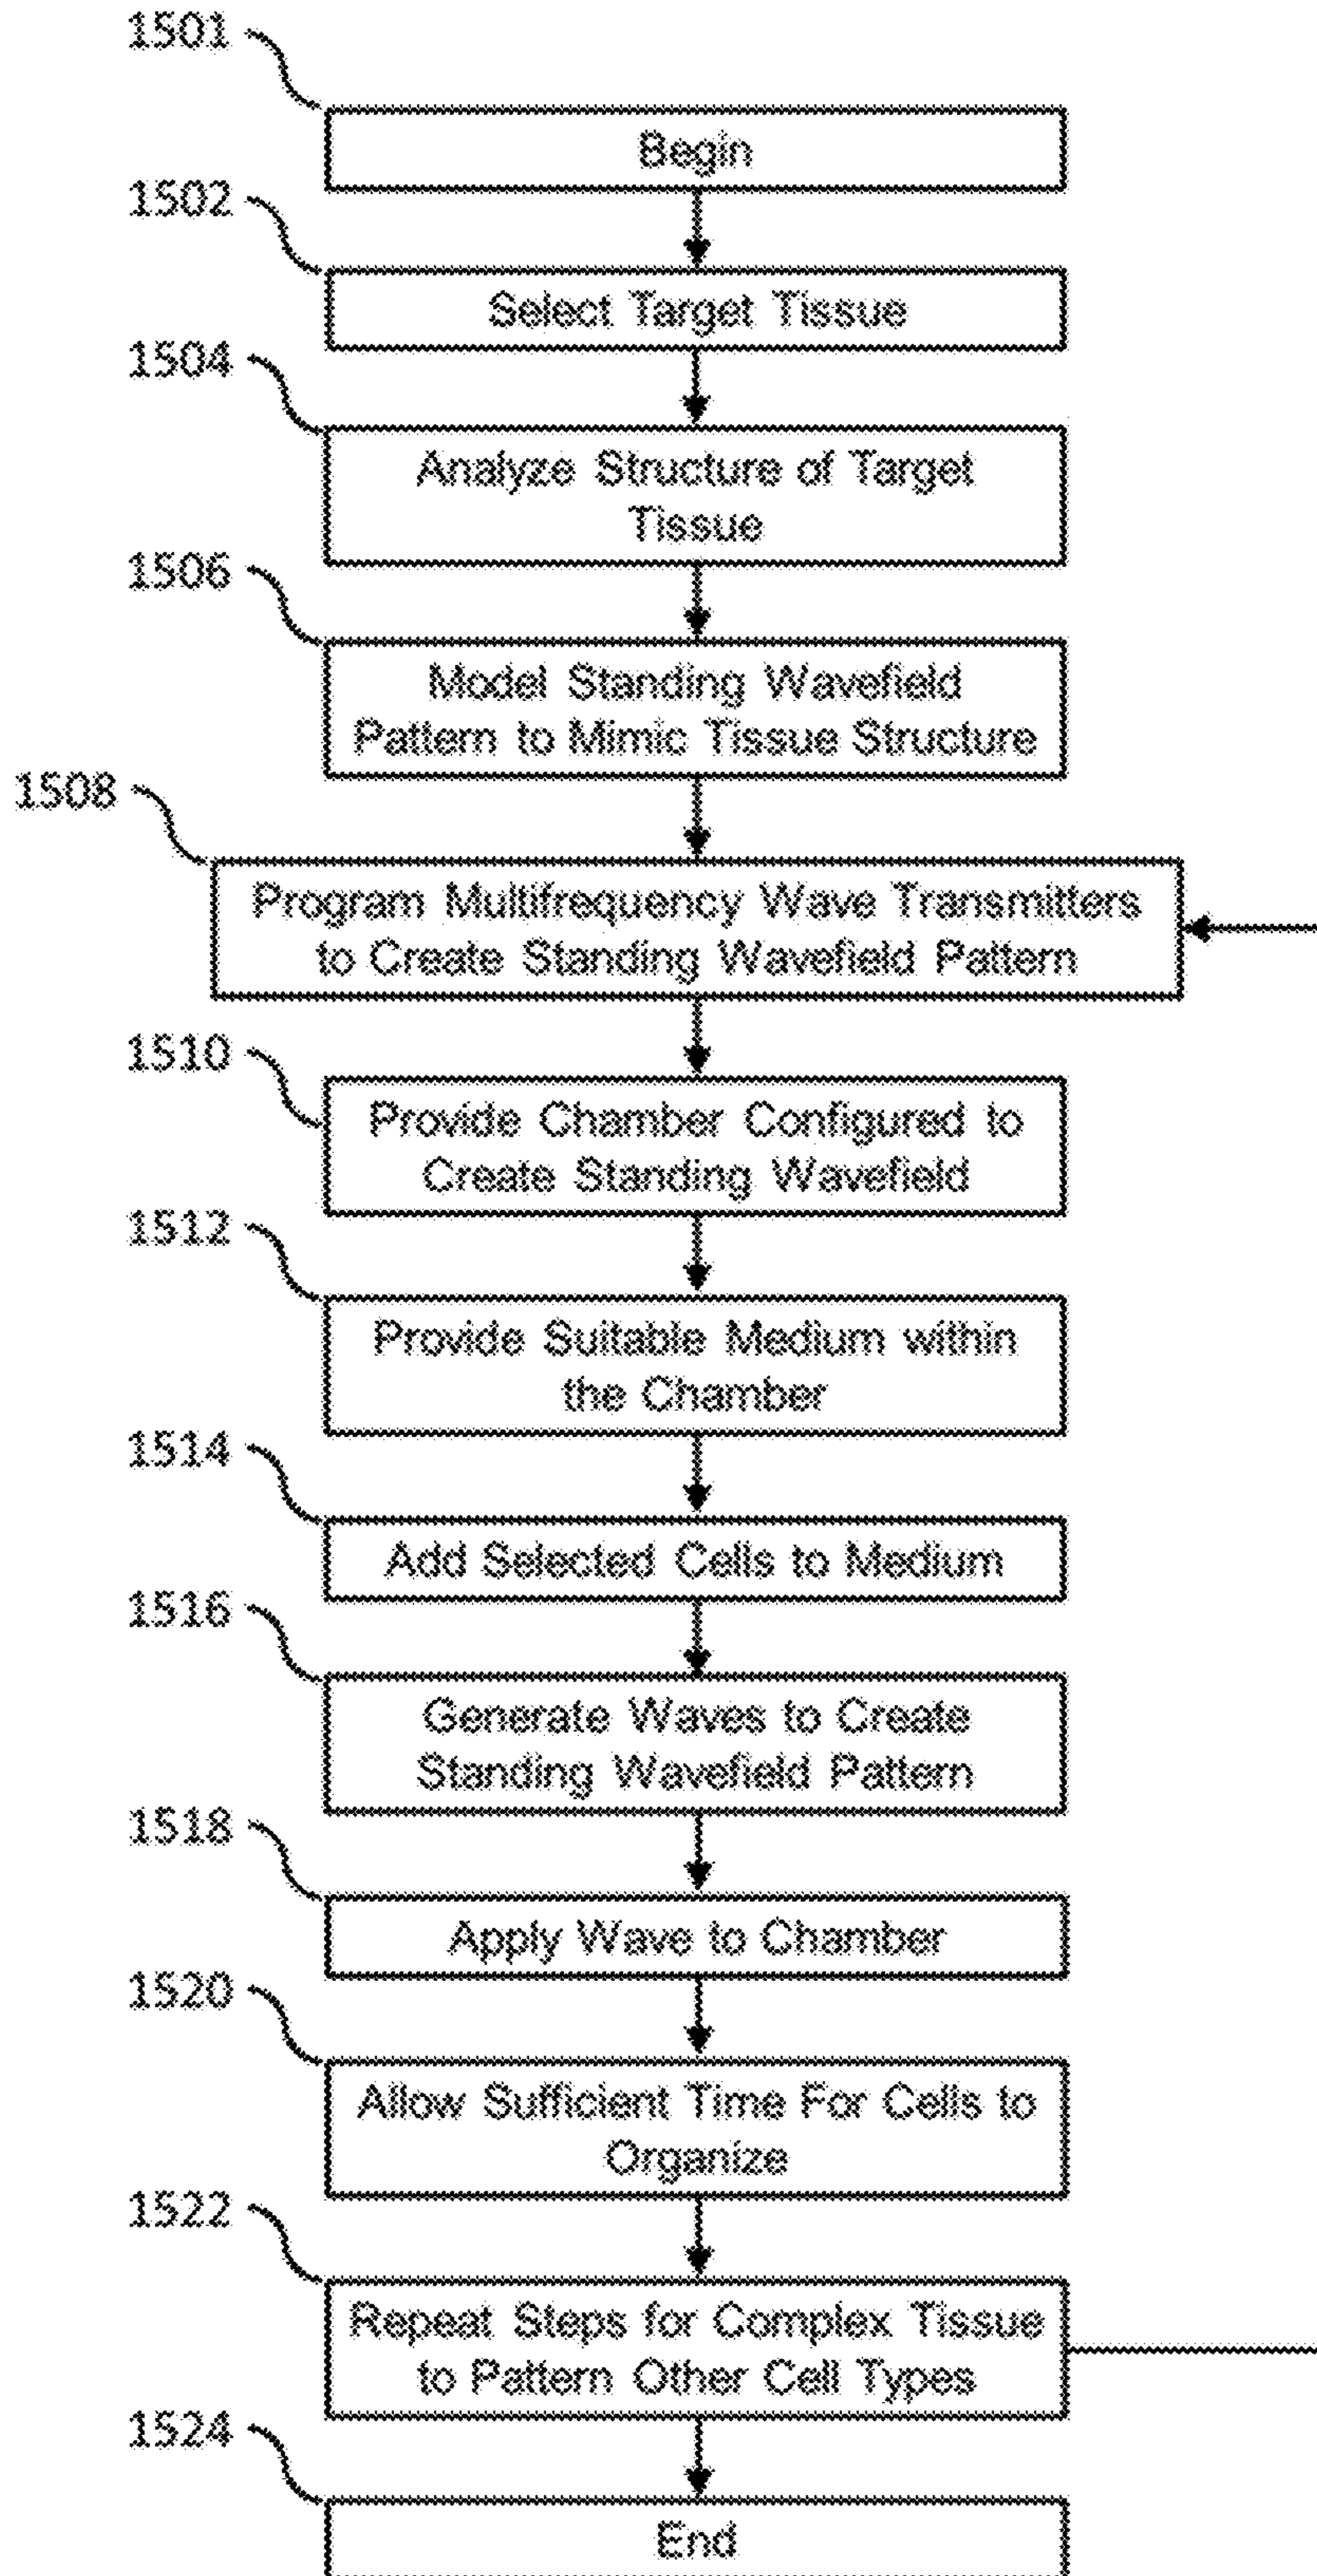 1501
Begin
1502
Select Target Tissue
1504
Analyze Structure of Target
Tissue
1506
Model Standing Wavefield
Pattern to Mimic Tissue Structure
1508
Program Multifrequency Wave Transmitters
to Create Standing Wavefield Pattern
1510
Provide Chamber Configured to
Create Standing Wavefield
1512
Provide Suitable Medium within
the Chamber
1514
Add Selected Cells to Medium
1516
Generate Waves to Create
Standing Wavefield Pattern
1518
Apply Wave to Chamber
1520
Allow Sufficient Time For Cells to
Organize
1522
Repeat Steps for Complex Tissue
to Pattern Other Cell Types
1524
End